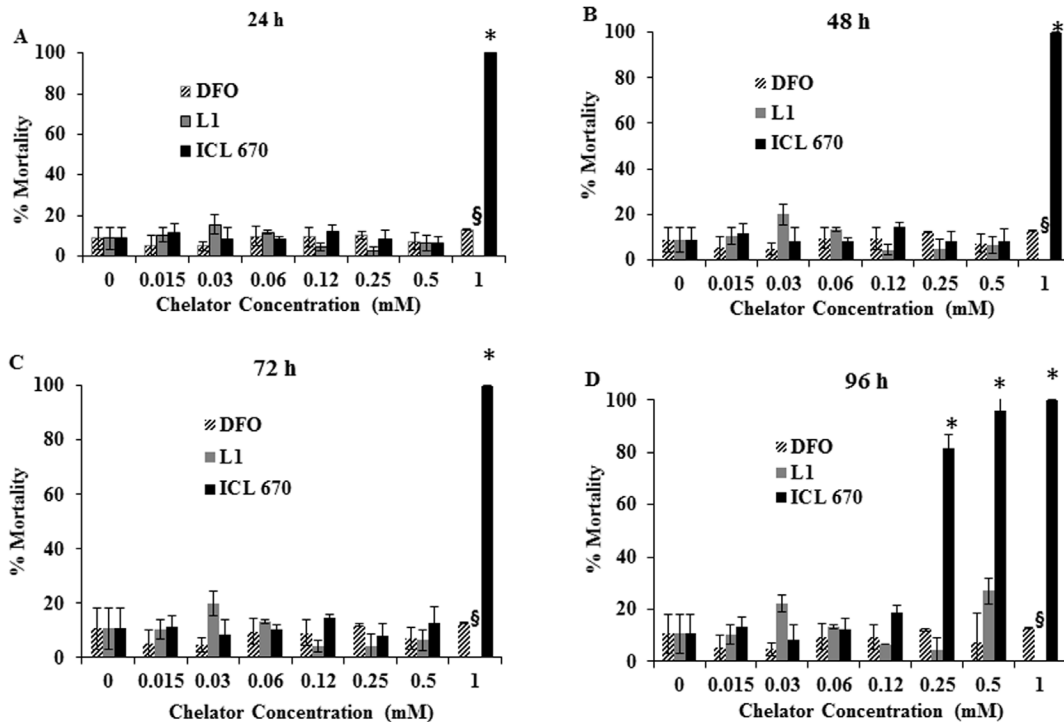 A
24 h
100
80
60
40
20
0
% Mortality
DFO
L1
ICL 670
§
*
0 0.015 0.03 0.06 0.12 0.25 0.5 1
Chelator Concentration (mM)
B
48 h
100
80
60
40
20
0
% Mortality
DFO
L1
ICL 670
§
*
0 0.015 0.03 0.06 0.12 0.25 0.5 1
Chelator Concentration (mM)
C
72 h
100
80
60
40
20
0
% Mortality
DFO
L1
ICL 670
§
*
0 0.015 0.03 0.06 0.12 0.25 0.5 1
Chelator Concentration (mM)
D
96 h
100
80
60
40
20
0
% Mortality
DFO
L1
ICL 670
* * *
§
0 0.015 0.03 0.06 0.12 0.25 0.5 1
Chelator Concentration (mM)